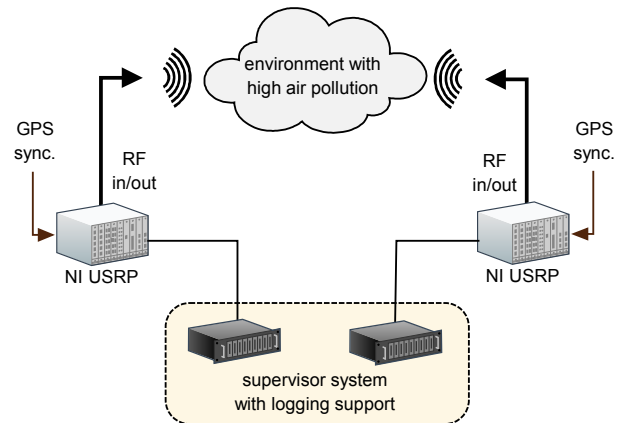 environment with
high air pollution
GPS
sync.
RF
in/out
NI USRP
GPS
sync.
RF
in/out
NI USRP
supervisor system
with logging support